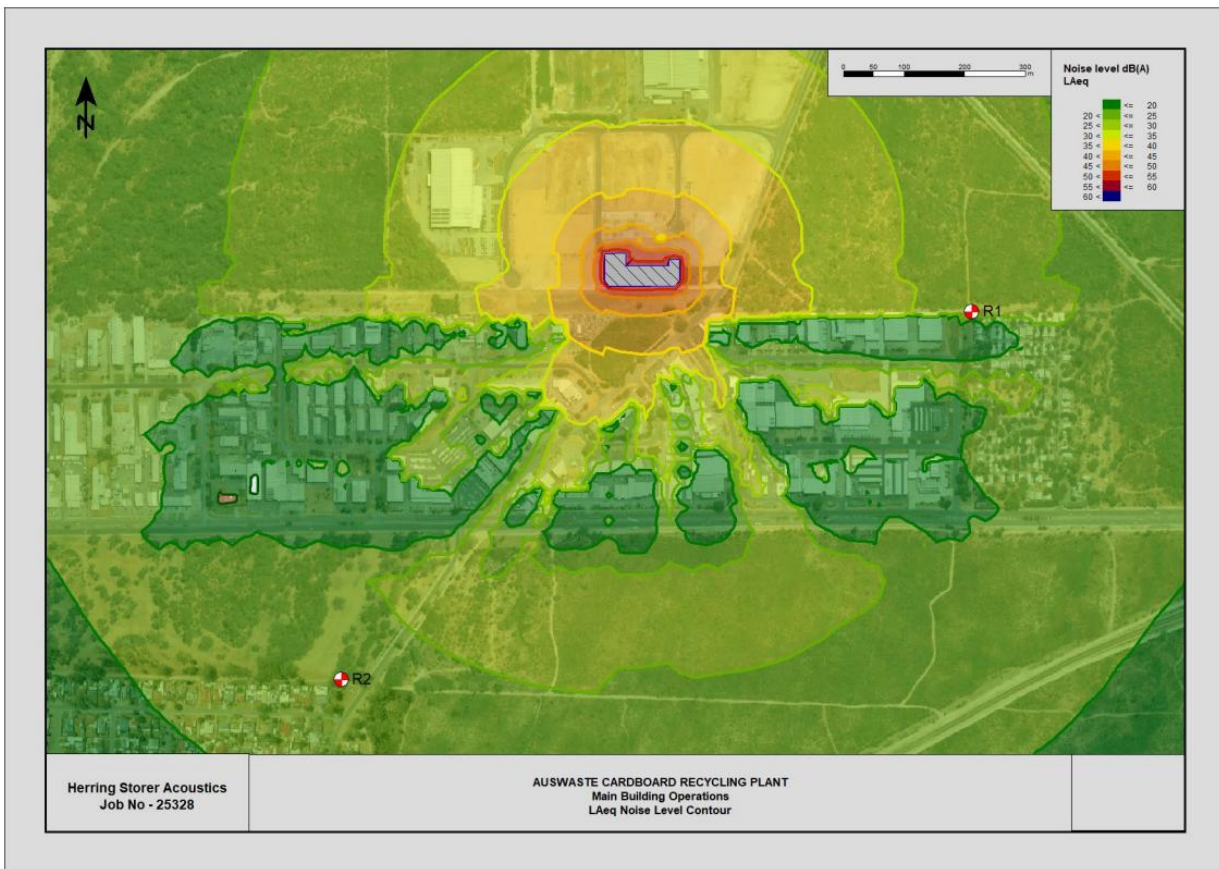 N
0 50 100 200 300
m
Noise level dB(A)
LAeq
<= 20
20 < <= 25
25 < <= 30
30 < <= 35
35 < <= 40
40 < <= 45
45 < <= 50
50 < <= 55
55 < <= 60
60 <
R1
R2
Herring Storer Acoustics
Job No - 25328
AUSWASTE CARDBOARD RECYCLING PLANT
Main Building Operations
LAeq Noise Level Contour